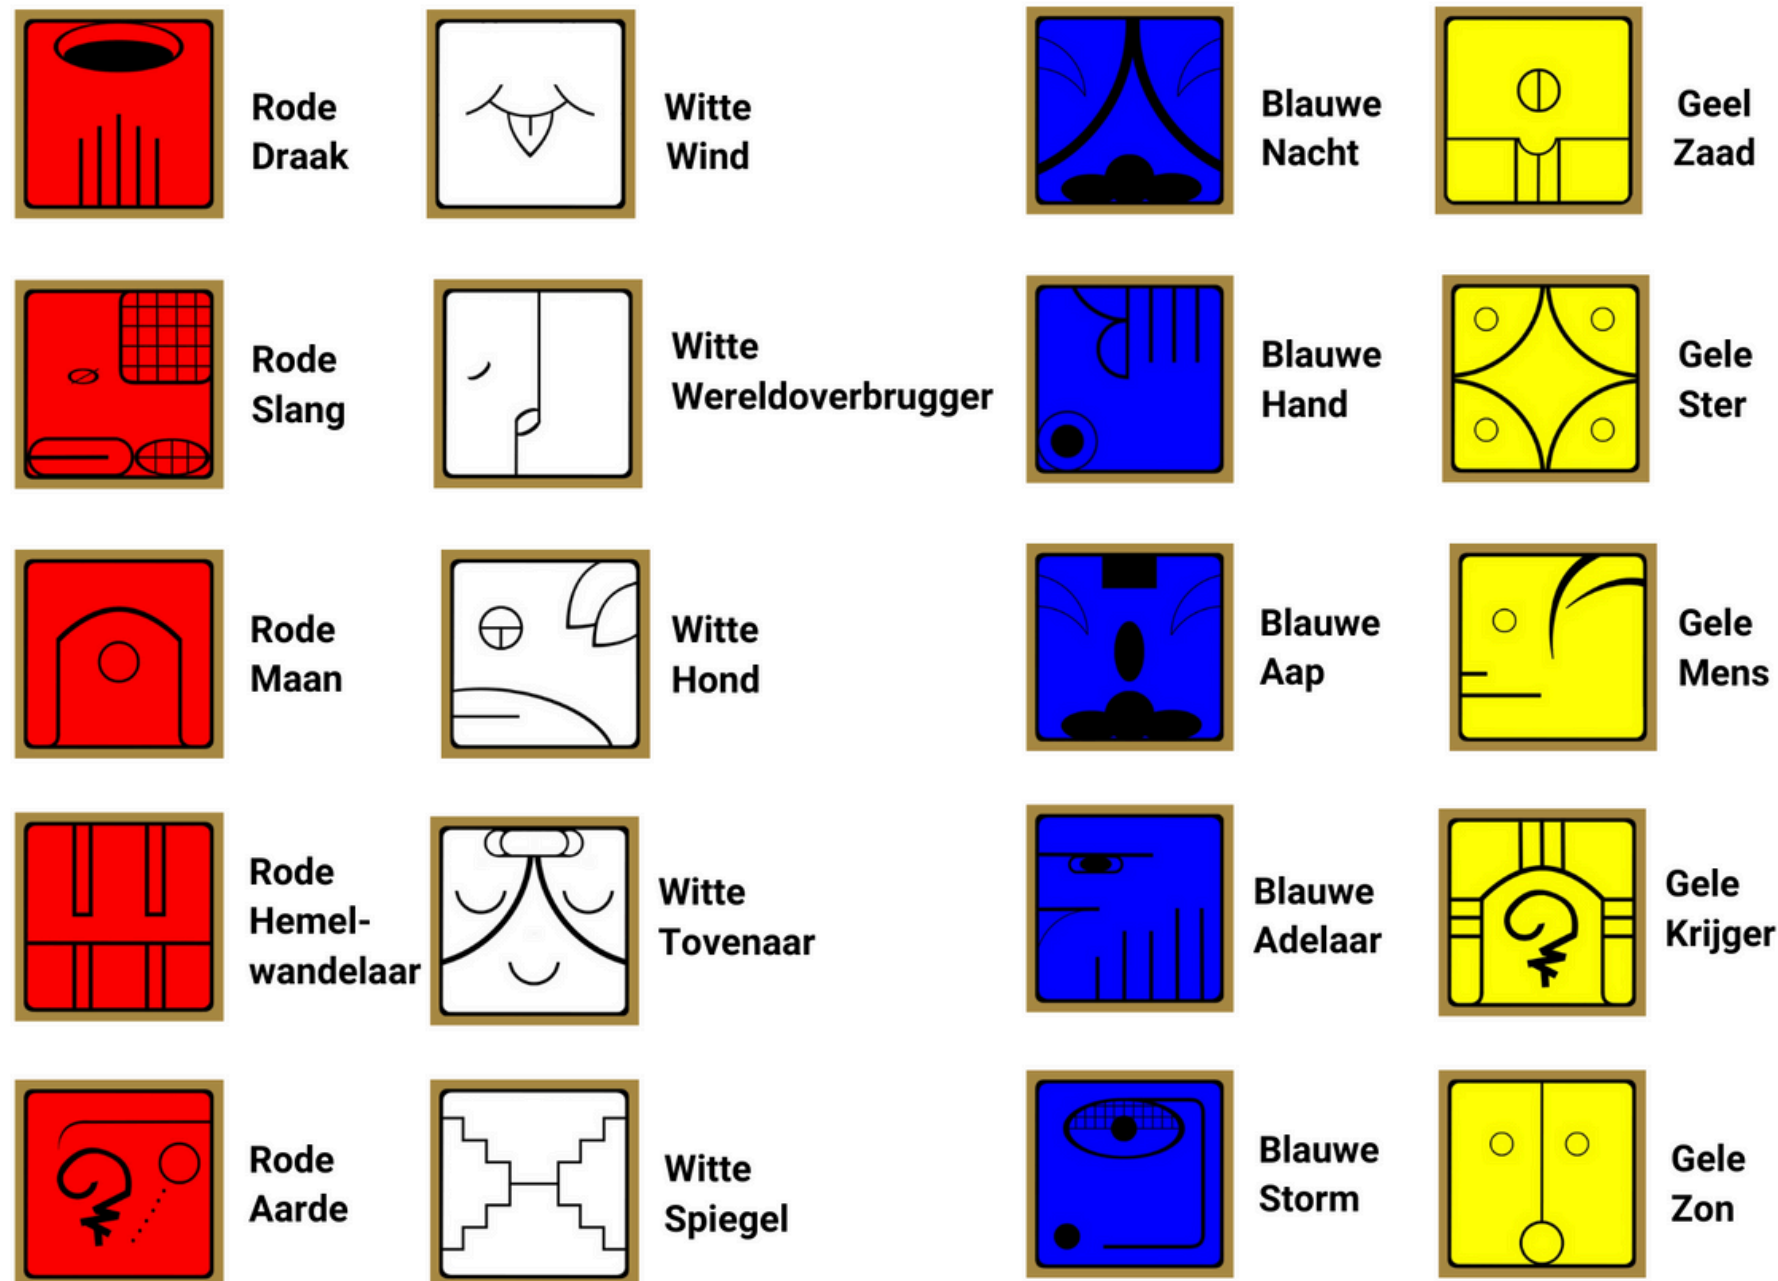 Rode
Draak
Witte
Wind
Blauwe
Nacht
Geel
Zaad
Rode
Slang
Witte
Wereldoverbrugger
Blauwe
Hand
Gele
Ster
Rode
Maan
Witte
Hond
Blauwe
Aap
Gele
Mens
Rode
Hemel-
wandelaar
Witte
Tovenaar
Blauwe
Adelaar
Gele
Krijger
Rode
Aarde
Witte
Spiegel
Blauwe
Storm
Gele
Zon